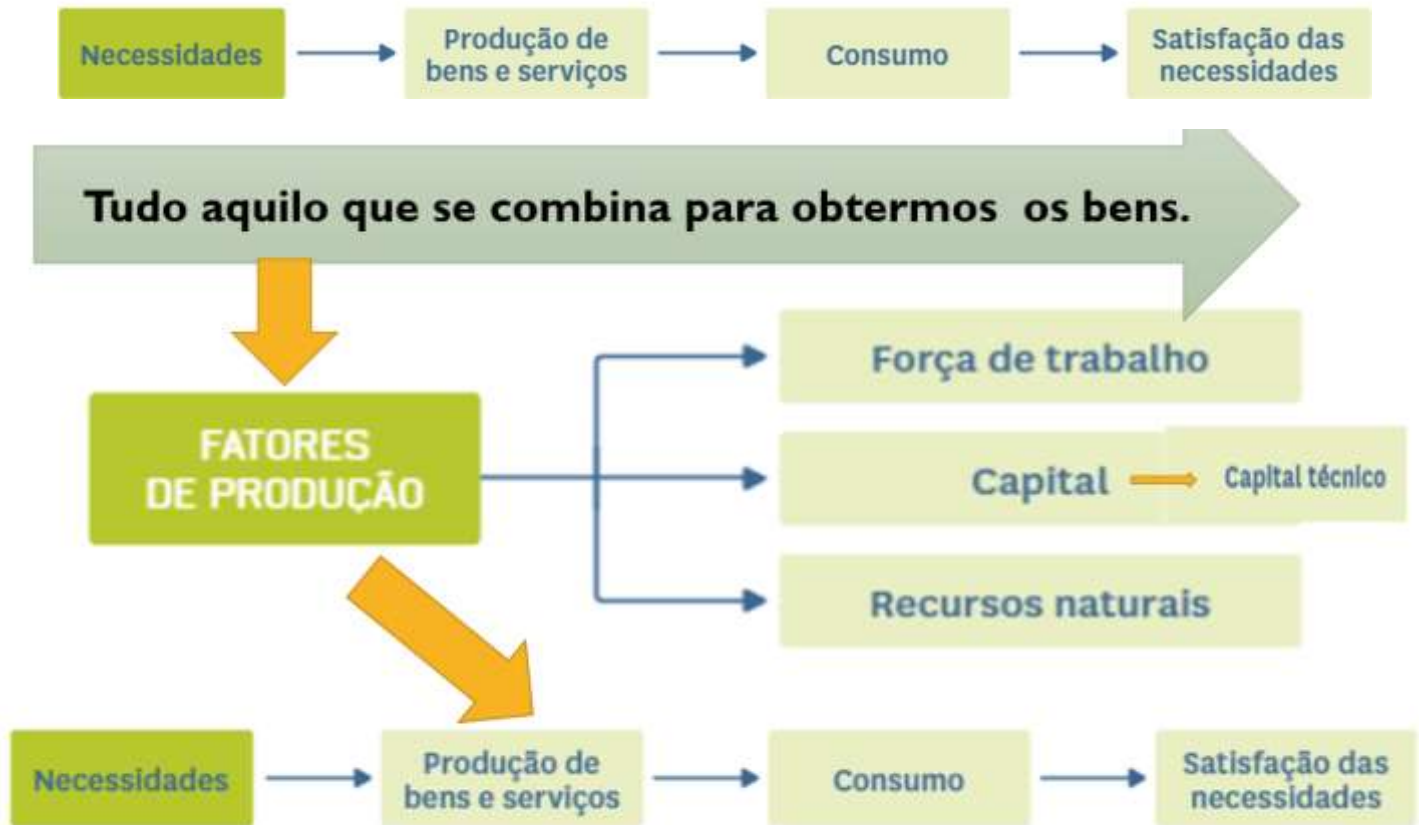 Necessidades
Produção de
bens e serviços
Consumo
Satisfação das
necessidades
Tudo aquilo que se combina para obtermos os bens.
FATORES
DE PRODUÇÃO
Força de trabalho
Capital
Capital técnico
Recursos naturais
Necessidades
Produção de
bens e serviços
Consumo
Satisfação das
necessidades